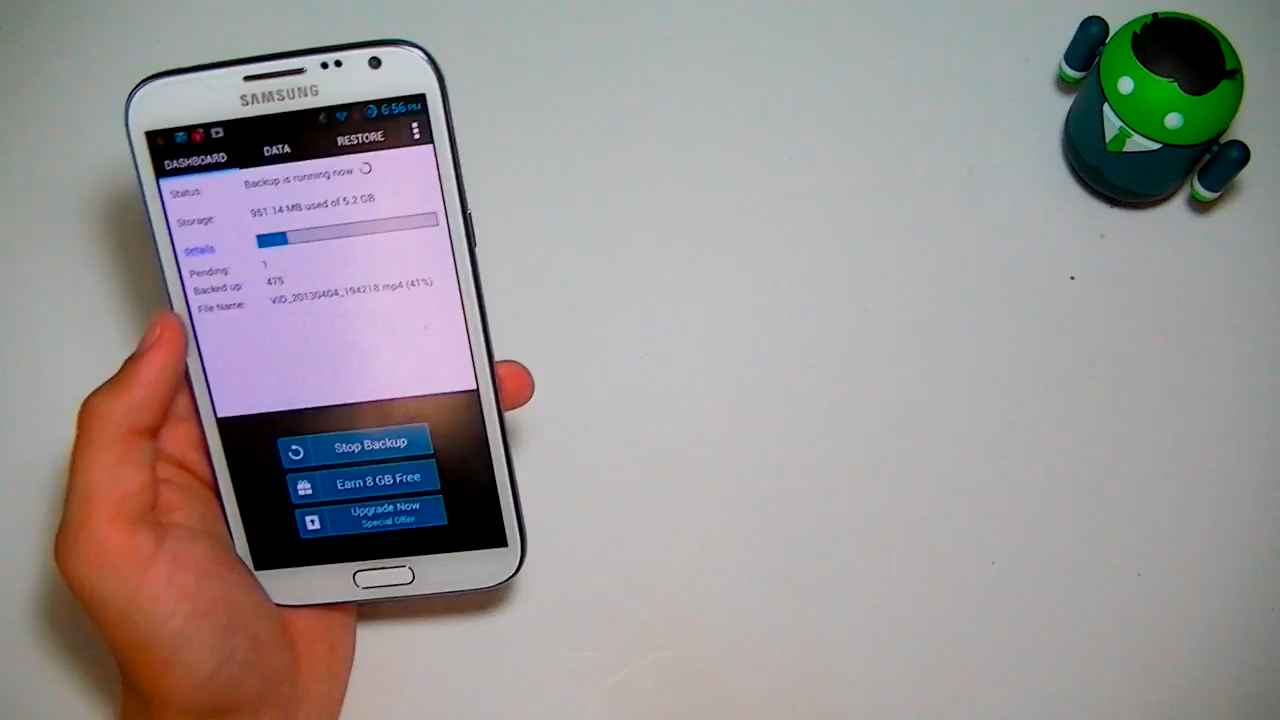 SAMSUNG
6:56 PM
DASHBOARD DATA RESTORE
Status: Backup is running now
Storage: 951.14 MB used of 5.2 GB
details
Pending: 1
Backed up: 475
File Name: VID_20130404_194218.mp4 (41%)
Stop Backup
Earn 8 GB Free
Upgrade Now
Special Offer